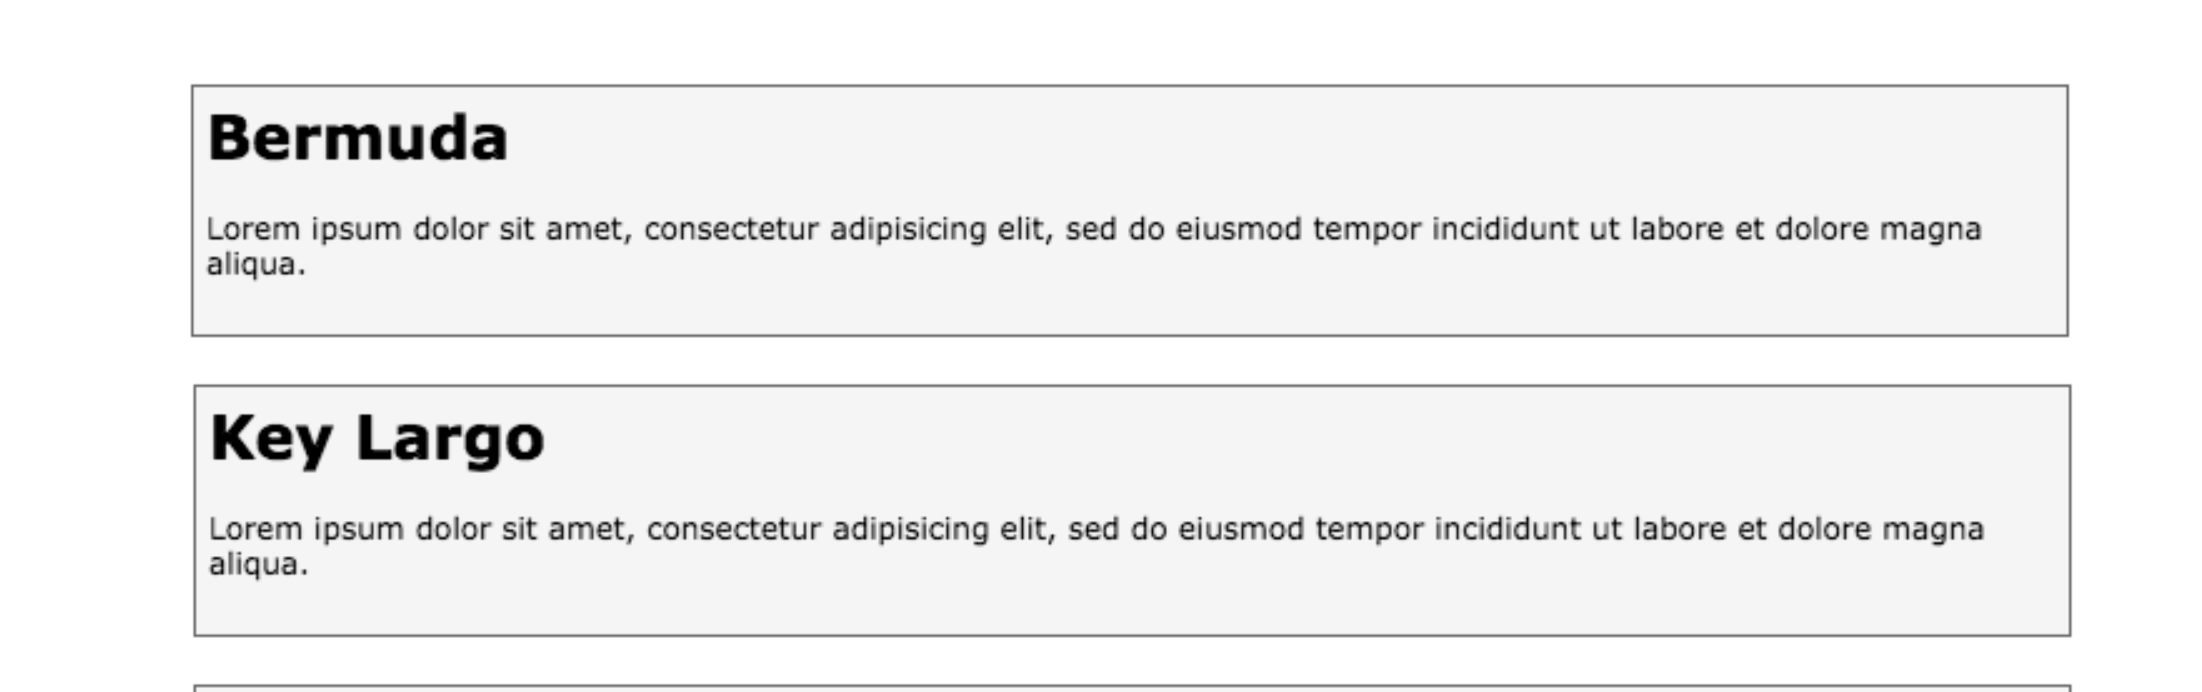 Bermuda
Lorem ipsum dolor sit amet, consectetur adipisicing elit, sed do eiusmod tempor incididunt ut labore et dolore magna
aliqua.
Key Largo
Lorem ipsum dolor sit amet, consectetur adipisicing elit, sed do eiusmod tempor incididunt ut labore et dolore magna
aliqua.